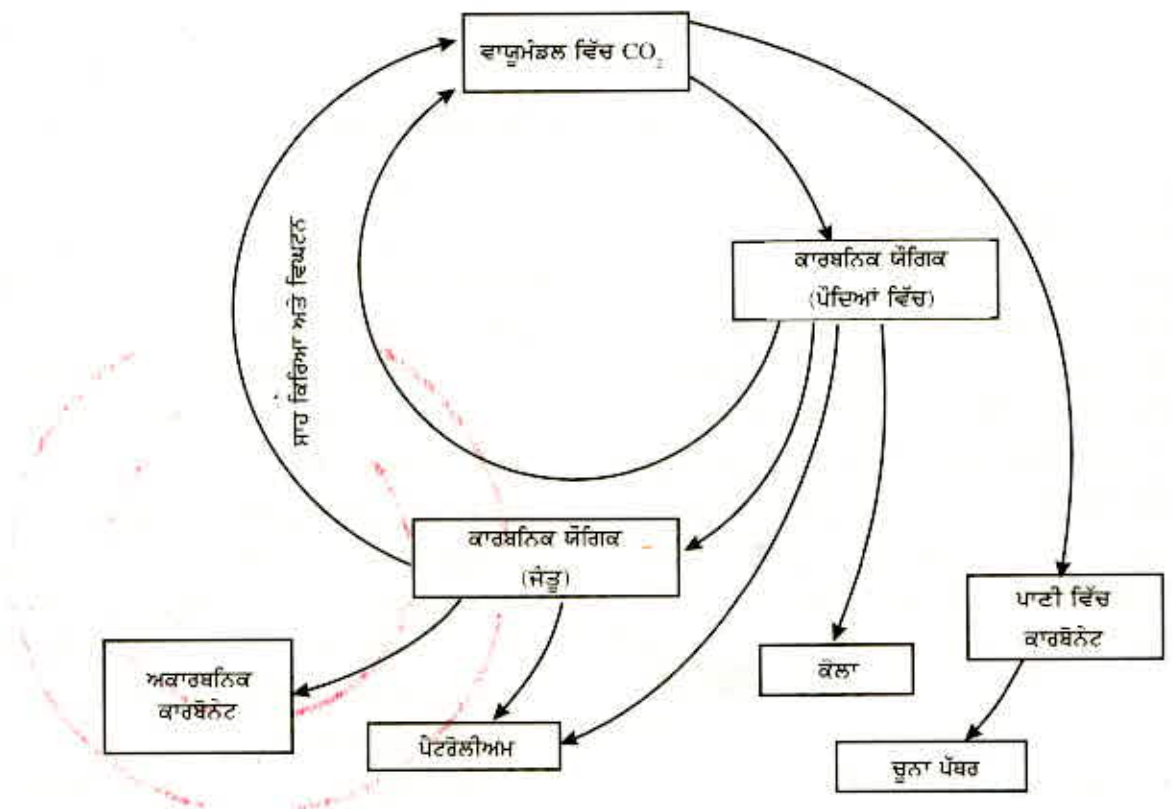 ਵਾਯੂਮੰਡਲ ਵਿੱਚ CO₂
ਸਾਹ ਕਿਰਿਆ ਅਤੇ ਵਿਘਟਨ
ਕਾਰਬਨਿਕ ਯੌਗਿਕ
(ਪੌਦਿਆਂ ਵਿੱਚ)
ਕਾਰਬਨਿਕ ਯੌਗਿਕ
(ਜੰਤੂ)
ਪਾਣੀ ਵਿੱਚ
ਕਾਰਬੋਨੇਟ
ਅਕਾਰਬਨਿਕ
ਕਾਰਬੋਨੇਟ
ਕੋਲਾ
ਪੈਟਰੋਲੀਅਮ
ਚੂਨਾ ਪੱਥਰ